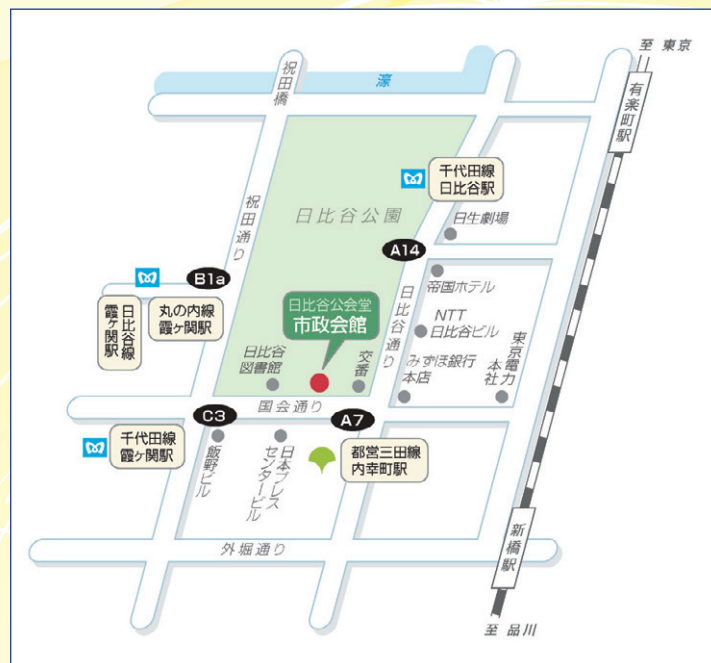 至 東京
有楽町駅
濠
祝田橋
千代田線
日比谷駅
日比谷公園
祝田通り
日生劇場
A14
B1a
帝国ホテル
日比谷公会堂
市政会館
日比谷通り
丸の内線
霞ヶ関駅
日比谷線
霞ヶ関駅
NTT
日比谷ビル
日比谷
図書館
交番
みずほ銀行
本店
東京電力
本社
国会通り
C3
A7
千代田線
霞ヶ関駅
飯野ビル
日本プレス
センタービル
都営三田線
内幸町駅
外堀通り
新橋駅
至 品川